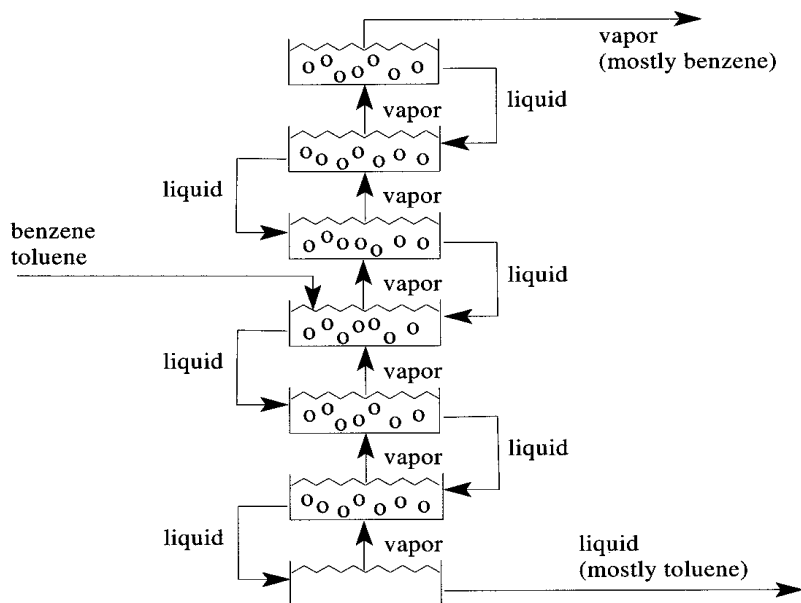 vapor
(mostly benzene)
vapor
liquid
liquid
vapor
benzene
toluene
vapor
liquid
liquid
vapor
vapor
liquid
liquid
vapor
liquid
(mostly toluene)